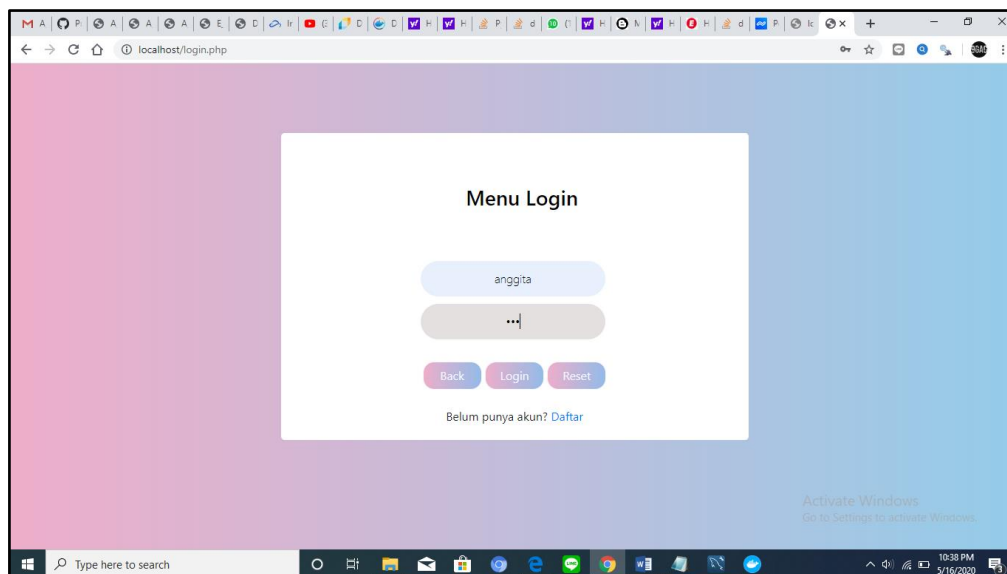 localhost/login.php
Menu Login
anggita
•••
Back Login Reset
Belum punya akun? Daftar
Activate Windows
Go to Settings to activate Windows.
Type here to search
10:38 PM
5/16/2020